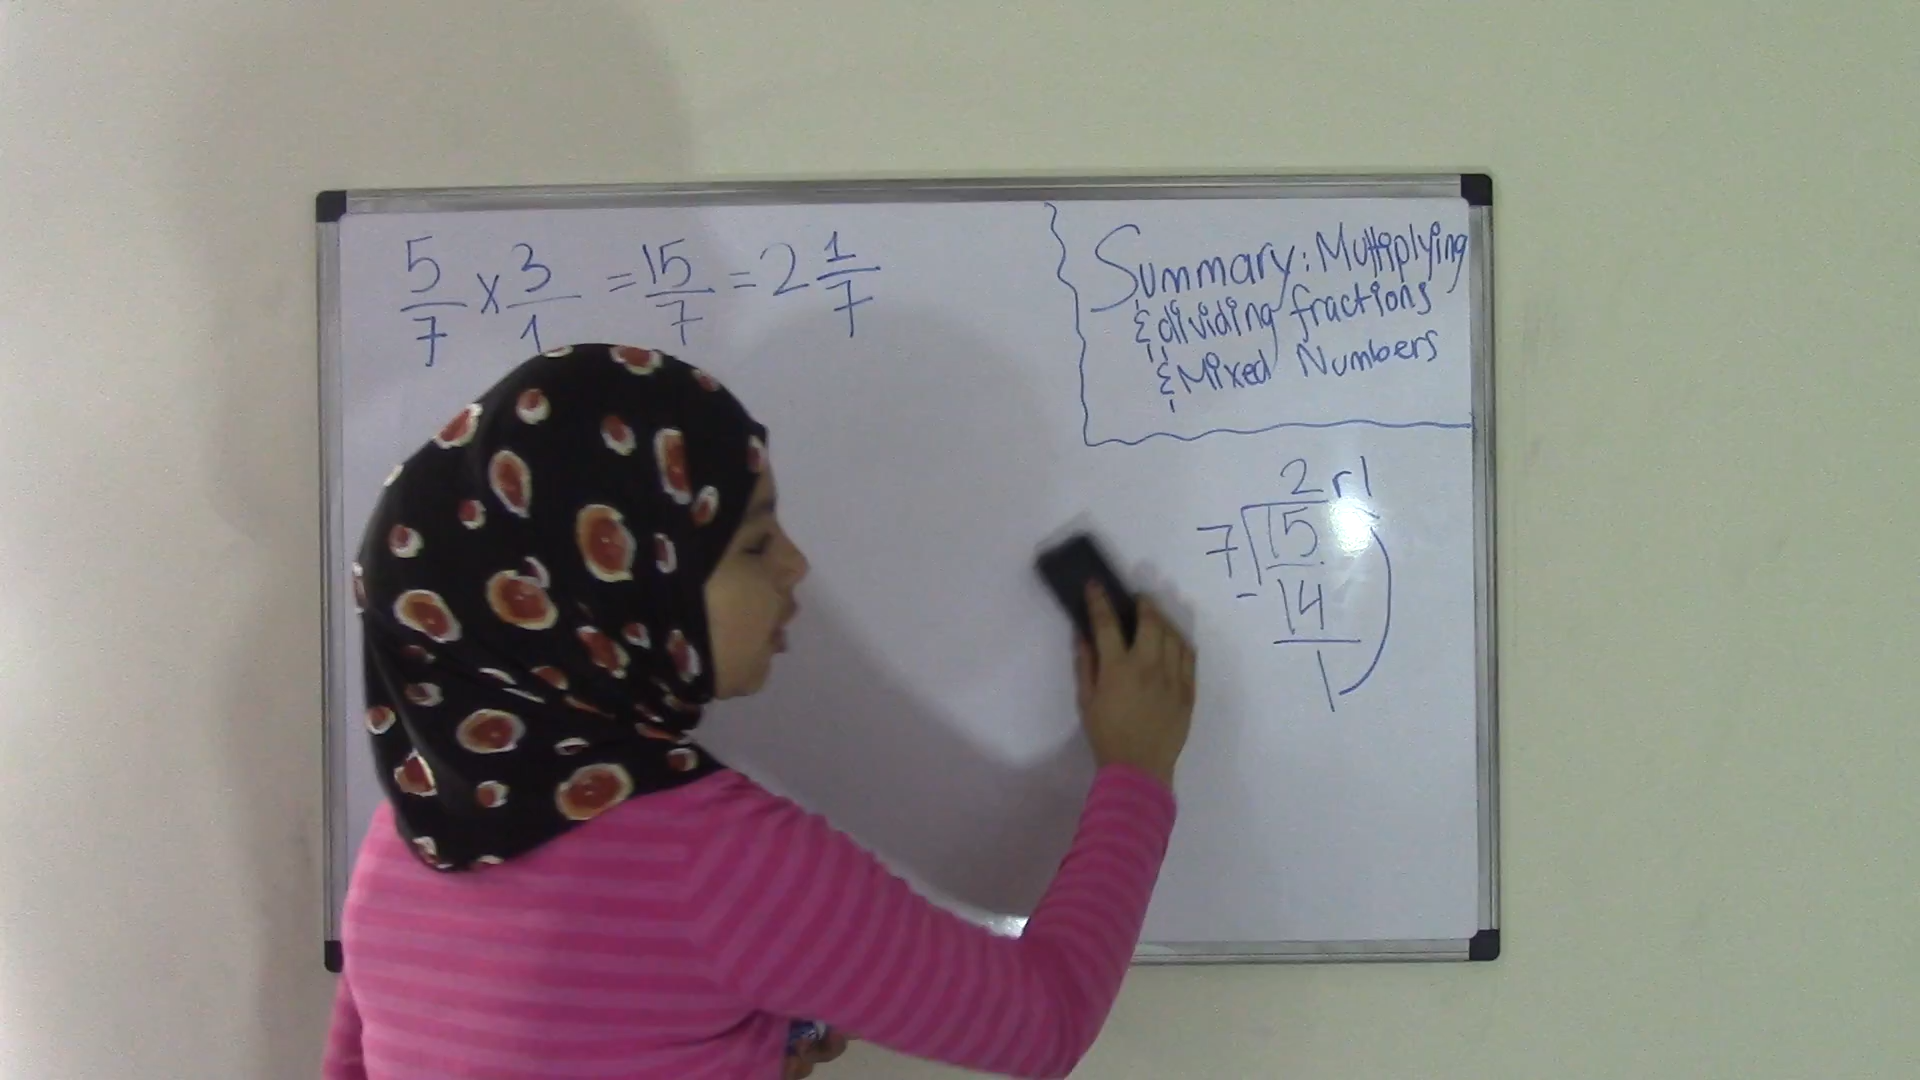 5/7 x 3/1 = 15/7 = 2 1/7
Summary: Multiplying
& dividing fractions
& Mixed Numbers
2 r1
7 15
- 14
1